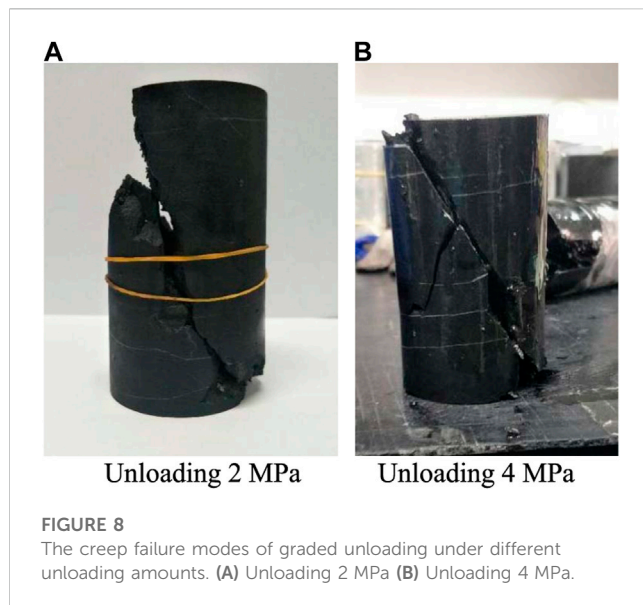 A
B
Unloading 2 MPa
Unloading 4 MPa
FIGURE 8
The creep failure modes of graded unloading under different
unloading amounts. (A) Unloading 2 MPa (B) Unloading 4 MPa.